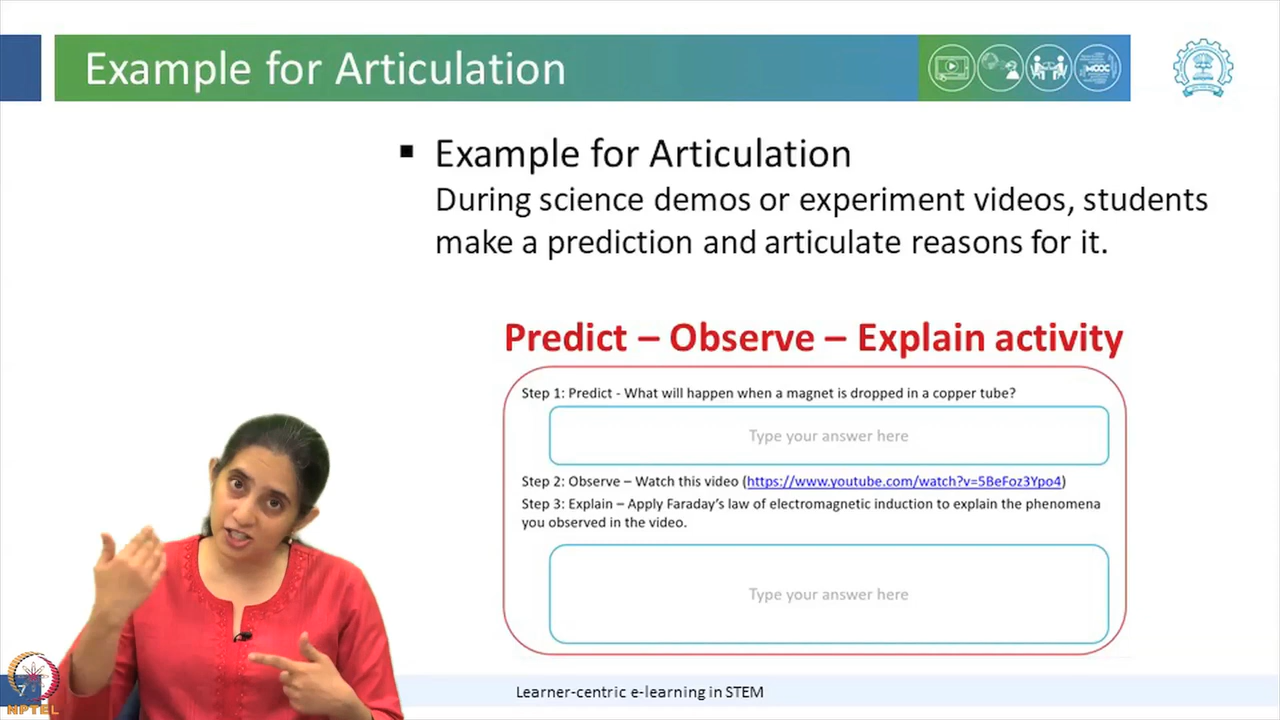 Example for Articulation
MOOC
▪ Example for Articulation
During science demos or experiment videos, students
make a prediction and articulate reasons for it.
Predict – Observe – Explain activity
Step 1: Predict - What will happen when a magnet is dropped in a copper tube?
Type your answer here
Step 2: Observe – Watch this video (https://www.youtube.com/watch?v=5BeFoz3Ypo4)
Step 3: Explain – Apply Faraday's law of electromagnetic induction to explain the phenomena
you observed in the video.
Type your answer here
7
NPTEL
Learner-centric e-learning in STEM